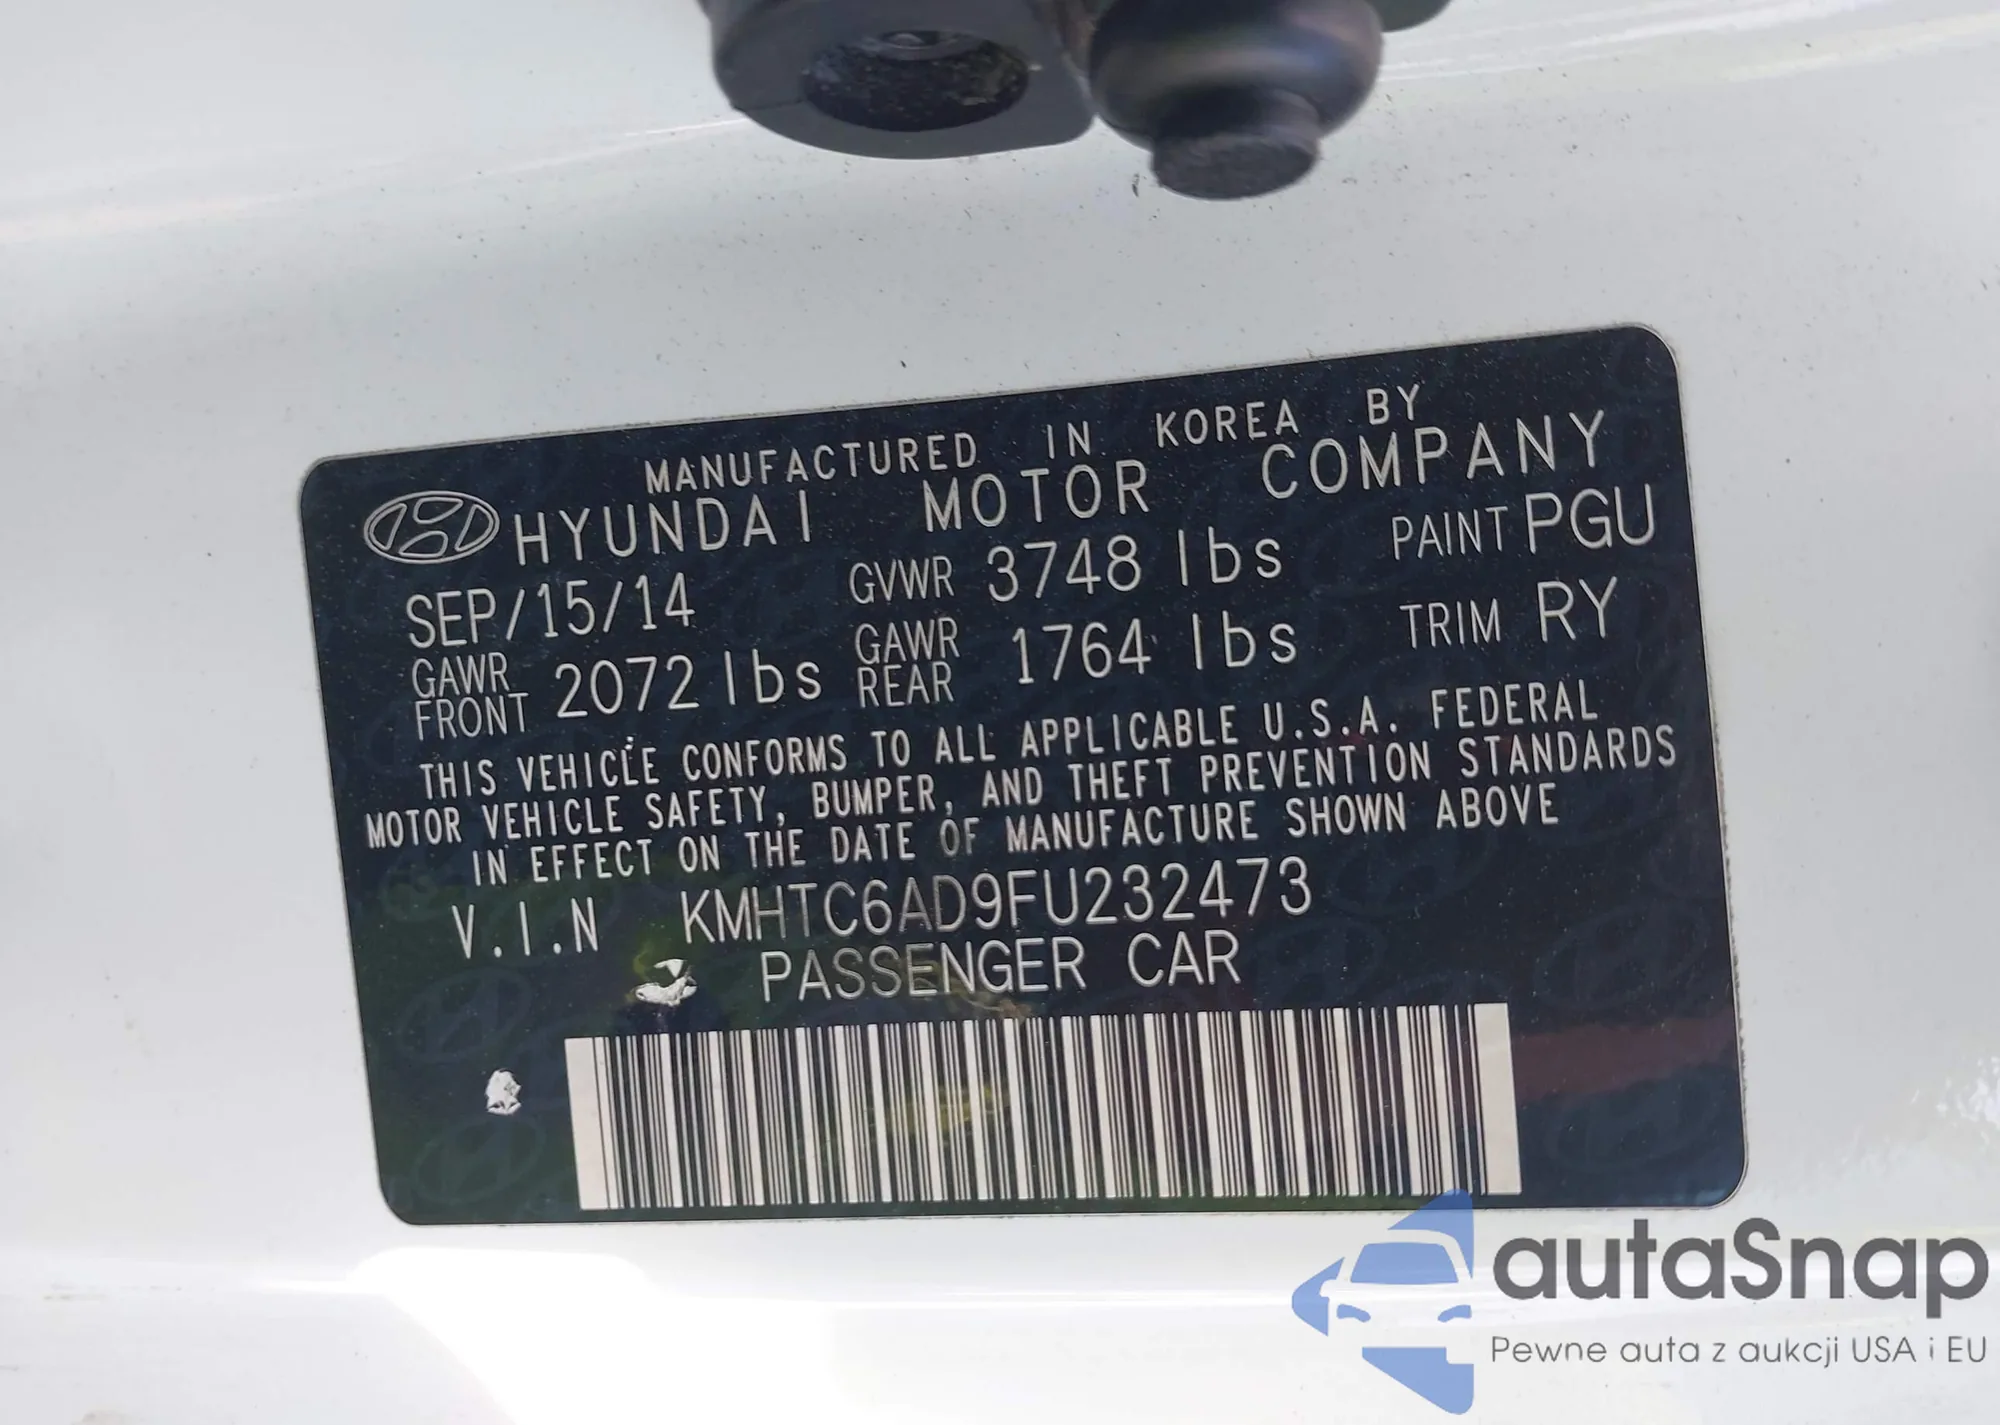 MANUFACTURED IN KOREA BY
HYUNDAI MOTOR COMPANY
SEP/15/14 GVWR 3748 lbs PAINT PGU
GAWR FRONT 2072 lbs GAWR REAR 1764 lbs TRIM RY
THIS VEHICLE CONFORMS TO ALL APPLICABLE U.S.A. FEDERAL
MOTOR VEHICLE SAFETY, BUMPER, AND THEFT PREVENTION STANDARDS
IN EFFECT ON THE DATE OF MANUFACTURE SHOWN ABOVE
V.I.N KMHTC6AD9FU232473
PASSENGER CAR
autaSnap
Pewne auta z aukcji USA i EU